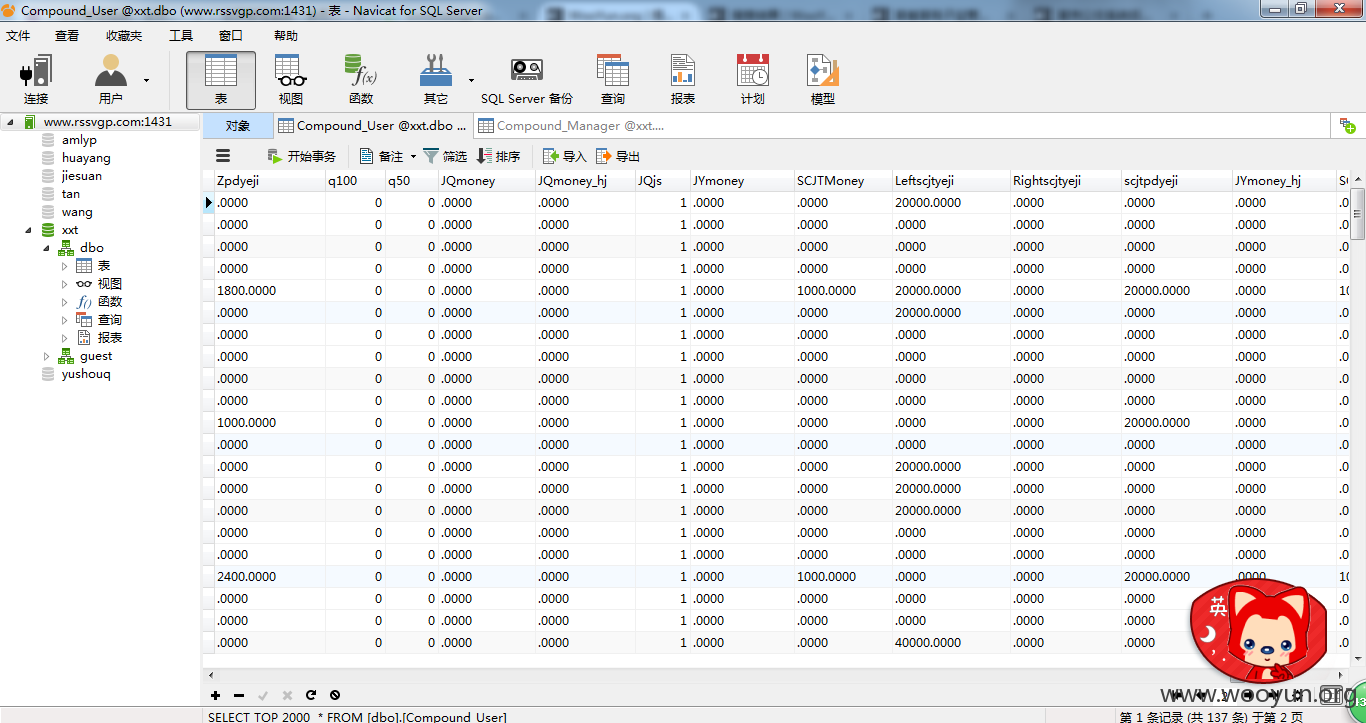 Compound_User @xxt.dbo (www.rssvgp.com:1431) - 表 - Navicat for SQL Server
文件 查看 收藏夹 工具 窗口 帮助
连接 用户 表 视图 函数 其它 SQL Server 备份 查询 报表 计划 模型
www.rssvgp.com:1431
amlyp
huayang
jiesuan
tan
wang
xxt
dbo
表
视图
函数
查询
报表
guest
yushouq
对象 Compound_User @xxt.dbo ... Compound_Manager @xxt....
开始事务 备注 筛选 排序 导入 导出
Zpdyeji q100 q50 JQmoney JQmoney_hj JQjs JYmoney SCJTMoney Leftscjtyeji Rightscjtyeji scjtpdyeji JYmoney_hj
.0000 0 0 .0000 .0000 1 .0000 .0000 20000.0000 .0000 .0000 .0000 .0
.0000 0 0 .0000 .0000 1 .0000 .0000 .0000 .0000 .0000 .0000 .0
.0000 0 0 .0000 .0000 1 .0000 .0000 .0000 .0000 .0000 .0000 .0
.0000 0 0 .0000 .0000 1 .0000 .0000 .0000 .0000 .0000 .0000 .0
1800.0000 0 0 .0000 .0000 1 .0000 1000.0000 20000.0000 .0000 20000.0000 .0000 10
.0000 0 0 .0000 .0000 1 .0000 .0000 20000.0000 .0000 .0000 .0000 .0
.0000 0 0 .0000 .0000 1 .0000 .0000 .0000 .0000 .0000 .0000 .0
.0000 0 0 .0000 .0000 1 .0000 .0000 .0000 .0000 .0000 .0000 .0
.0000 0 0 .0000 .0000 1 .0000 .0000 .0000 .0000 .0000 .0000 .0
.0000 0 0 .0000 .0000 1 .0000 .0000 .0000 .0000 .0000 .0000 .0
1000.0000 0 0 .0000 .0000 1 .0000 .0000 .0000 .0000 20000.0000 .0000 .0
.0000 0 0 .0000 .0000 1 .0000 .0000 .0000 .0000 .0000 .0000 .0
.0000 0 0 .0000 .0000 1 .0000 .0000 20000.0000 .0000 .0000 .0000 .0
.0000 0 0 .0000 .0000 1 .0000 .0000 20000.0000 .0000 .0000 .0000 .0
.0000 0 0 .0000 .0000 1 .0000 .0000 20000.0000 .0000 .0000 .0000 .0
.0000 0 0 .0000 .0000 1 .0000 .0000 .0000 .0000 .0000 .0000 .0
.0000 0 0 .0000 .0000 1 .0000 .0000 .0000 .0000 .0000 .0000 .0
2400.0000 0 0 .0000 .0000 1 .0000 1000.0000 .0000 .0000 20000.0000 .0000 10
.0000 0 0 .0000 .0000 1 .0000 .0000 .0000 .0000 .0000
.0000 0 0 .0000 .0000 1 .0000 .0000 .0000 .0000 .0000
.0000 0 0 .0000 .0000 1 .0000 .0000 40000.0000 .0000 .0000
英
www.wooyun.org
SELECT TOP 2000 * FROM [dbo].[Compound_User]
第 1 条记录 (共 137 条) 于第 2 页